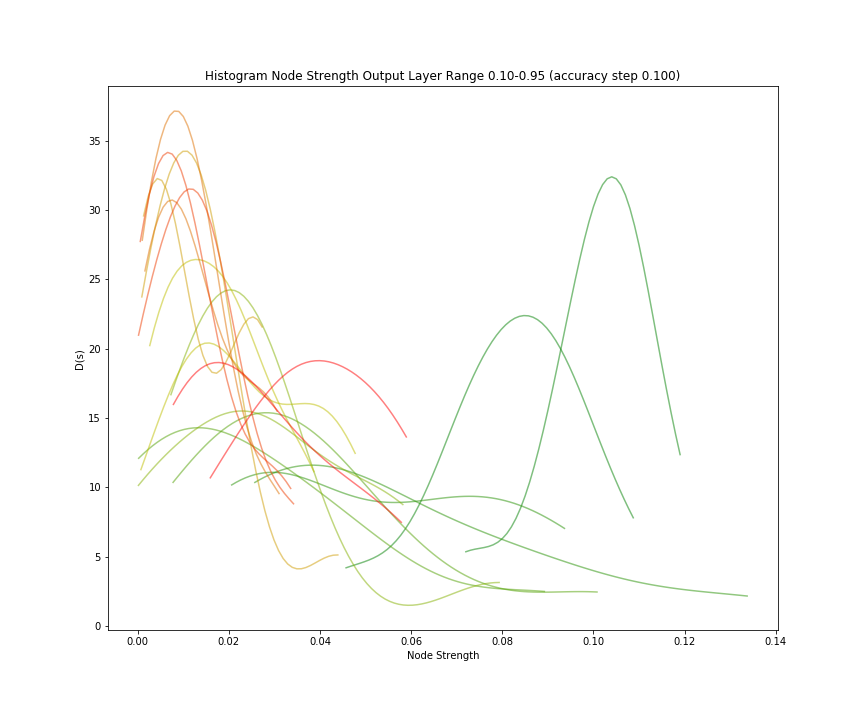 Histogram Node Strength Output Layer Range 0.10-0.95 (accuracy step 0.100)
D(s)
35
30
25
20
15
10
5
0
0.00 0.02 0.04 0.06 0.08 0.10 0.12 0.14
Node Strength